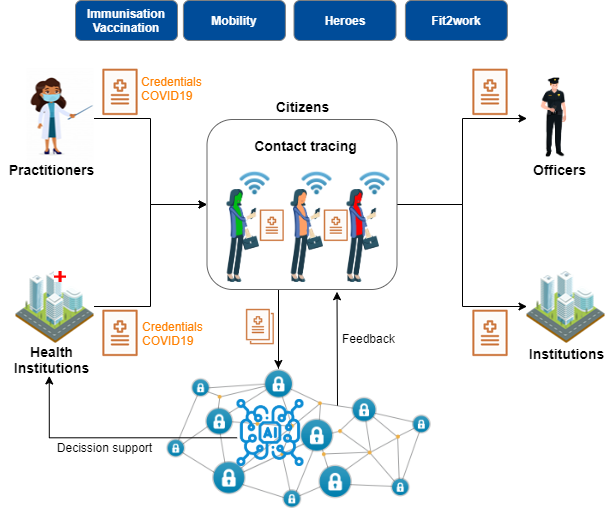 Immunisation
Vaccination
Mobility
Heroes
Fit2work
Credentials
COVID19
Citizens
Contact tracing
Practitioners
Officers
Credentials
COVID19
Health
Institutions
Feedback
Institutions
Decission support
AI